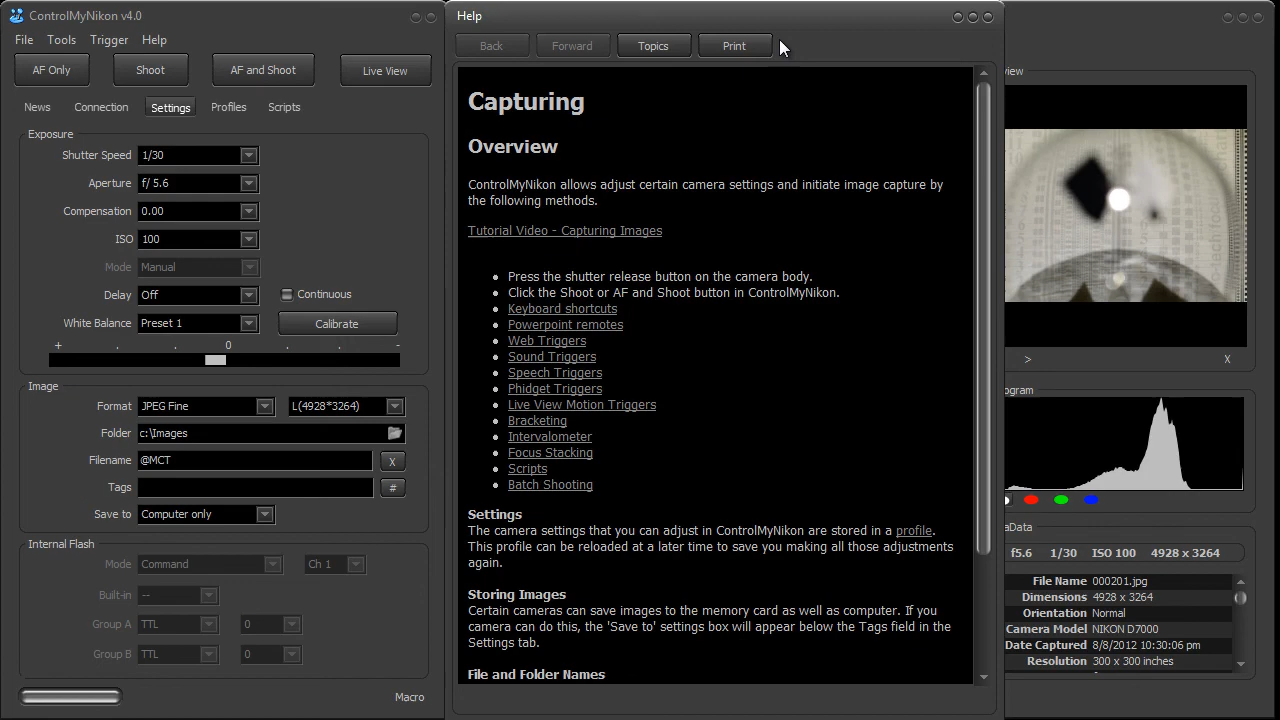 ControlMyNikon v4.0
File Tools Trigger Help
AF Only Shoot AF and Shoot Live View
News Connection Settings Profiles Scripts
Exposure
Shutter Speed 1/30
Aperture f/ 5.6
Compensation 0.00
ISO 100
Mode Manual
Delay Off Continuous
White Balance Preset 1 Calibrate
+ . . 0 . . -
Image
Format JPEG Fine L(4928*3264)
Folder c:\Images
Filename @MCT X
Tags #
Save to Computer only
Internal Flash
Mode Command Ch 1
Built-in --
Group A TTL 0
Group B TTL 0
Macro
Help
Back Forward Topics Print
Capturing
Overview
ControlMyNikon allows adjust certain camera settings and initiate image capture by
the following methods.
Tutorial Video - Capturing Images
Press the shutter release button on the camera body.
Click the Shoot or AF and Shoot button in ControlMyNikon.
Keyboard shortcuts
Powerpoint remotes
Web Triggers
Sound Triggers
Speech Triggers
Phidget Triggers
Live View Motion Triggers
Bracketing
Intervalometer
Focus Stacking
Scripts
Batch Shooting
Settings
The camera settings that you can adjust in ControlMyNikon are stored in a profile.
This profile can be reloaded at a later time to save you making all those adjustments
again.
Storing Images
Certain cameras can save images to the memory card as well as computer. If you
camera can do this, the 'Save to' settings box will appear below the Tags field in the
Settings tab.
File and Folder Names
view
> X
ogram
aData
f5.6 1/30 ISO 100 4928 x 3264
File Name 000201.jpg
Dimensions 4928 x 3264
Orientation Normal
Camera Model NIKON D7000
Date Captured 8/8/2012 10:30:06 pm
Resolution 300 x 300 inches